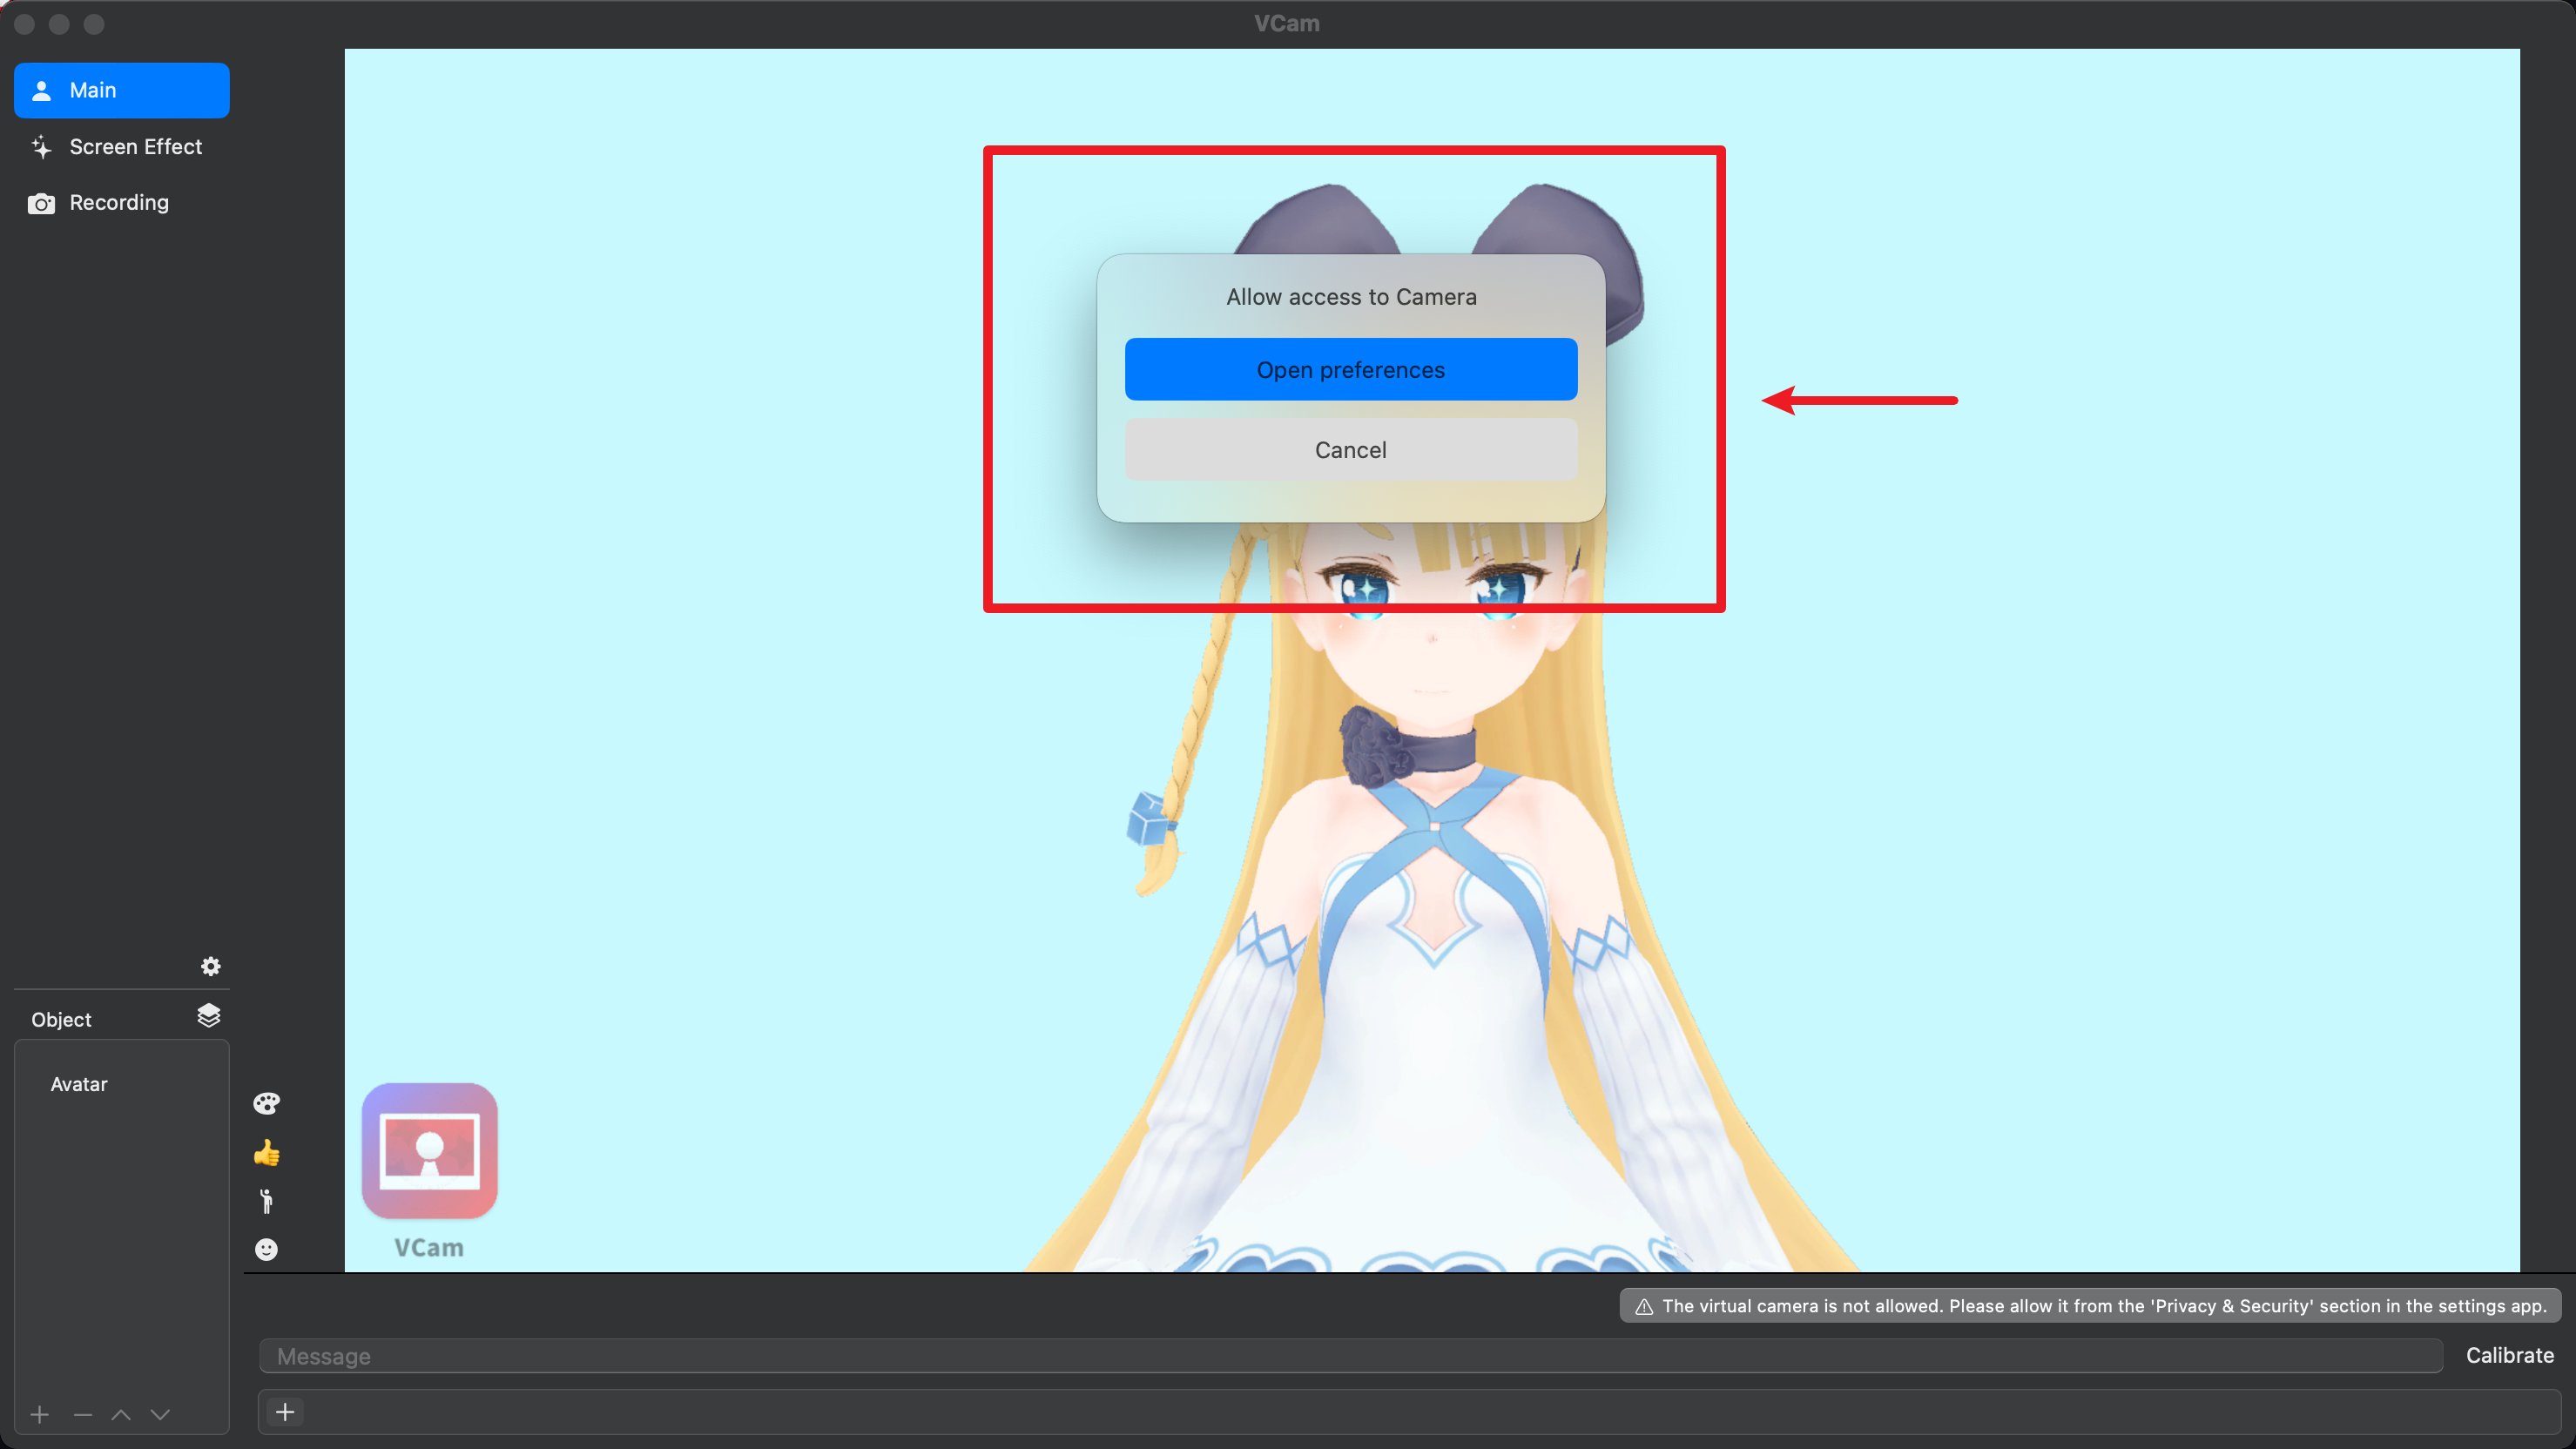 VCam
Main
Screen Effect
Recording
Allow access to Camera
Open preferences
Cancel
Object
Avatar
VCam
The virtual camera is not allowed. Please allow it from the 'Privacy & Security' section in the settings app.
Message
Calibrate